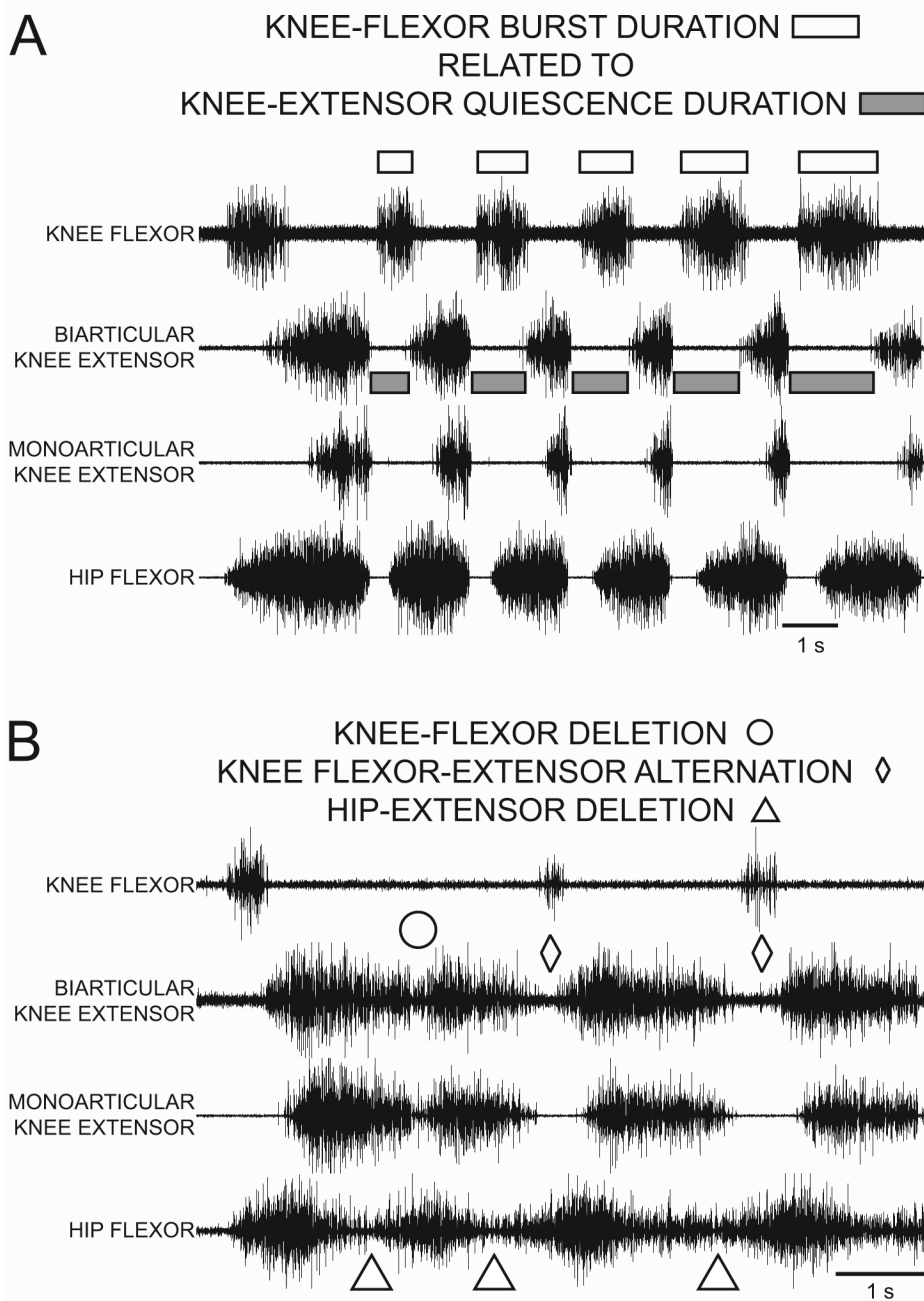 A
KNEE-FLEXOR BURST DURATION
RELATED TO
KNEE-EXTENSOR QUIESCENCE DURATION
KNEE FLEXOR
BIARTICULAR
KNEE EXTENSOR
MONOARTICULAR
KNEE EXTENSOR
HIP FLEXOR
1 s
B
KNEE-FLEXOR DELETION
KNEE FLEXOR-EXTENSOR ALTERNATION
HIP-EXTENSOR DELETION
KNEE FLEXOR
BIARTICULAR
KNEE EXTENSOR
MONOARTICULAR
KNEE EXTENSOR
HIP FLEXOR
1 s